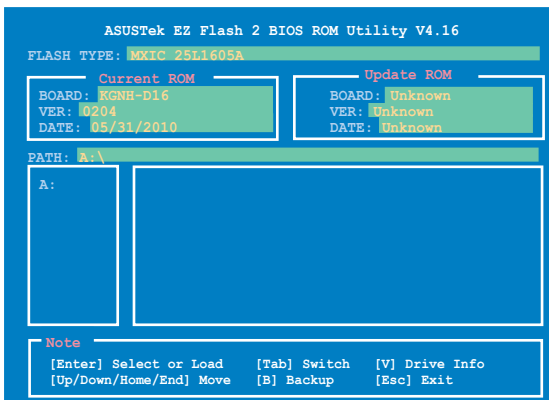 ASUSTek EZ Flash 2 BIOS ROM Utility V4.16
FLASH TYPE: MXIC 25L1605A
Current ROM
BOARD: KGNH-D16
VER: 0204
DATE: 05/31/2010
Update ROM
BOARD: Unknown
VER: Unknown
DATE: Unknown
PATH: A:\
A:
Note
[Enter] Select or Load [Tab] Switch [V] Drive Info
[Up/Down/Home/End] Move [B] Backup [Esc] Exit